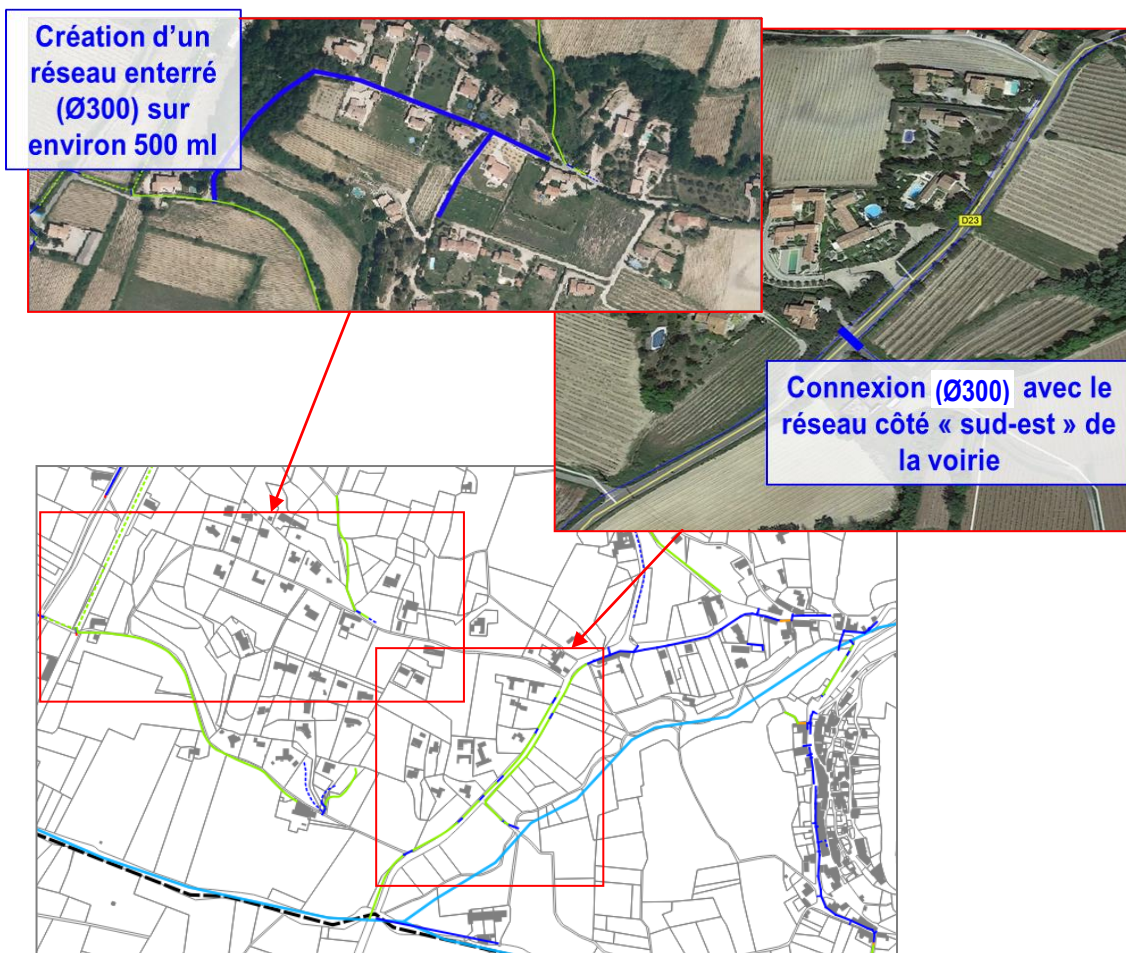 Création d’un
réseau enterré
(Ø300) sur
environ 500 ml
D23
Connexion (Ø300) avec le
réseau côté « sud-est » de
la voirie